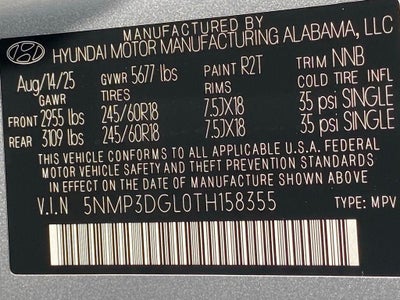 MANUFACTURED BY
HYUNDAI MOTOR MANUFACTURING ALABAMA, LLC
Aug/14/25 GVWR 5677 lbs PAINT R2T TRIM NNB
GAWR TIRES RIMS COLD TIRE INFL
FRONT 2955 lbs 245/60R18 7.5JX18 35 psi SINGLE
REAR 3109 lbs 245/60R18 7.5JX18 35 psi SINGLE
THIS VEHICLE CONFORMS TO ALL APPLICABLE U.S.A. FEDERAL
MOTOR VEHICLE SAFETY AND THEFT PREVENTION STANDARDS
IN EFFECT ON THE DATE OF MANUFACTURE SHOWN ABOVE
V.I.N 5NMP3DGL0TH158355 TYPE: MPV